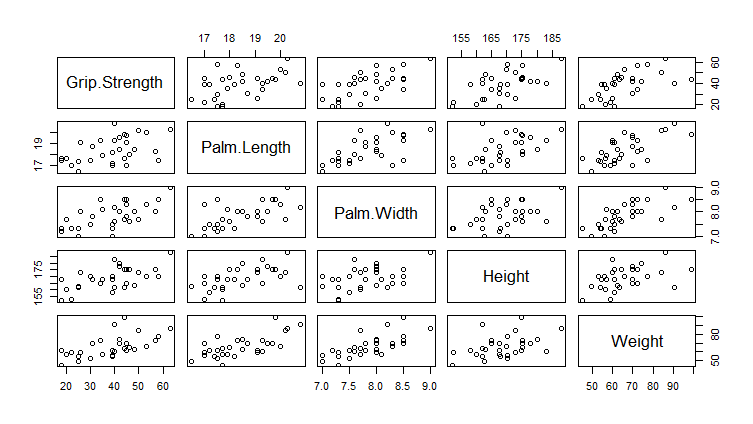 17 18 19 20 155 165 175 185
Grip.Strength 20 40 60
17 19 Palm.Length
Palm.Width 7.0 8.0 9.0
155 175 Height
Weight 50 80
20 30 40 50 60 7.0 7.5 8.0 8.5 9.0 50 60 70 80 90